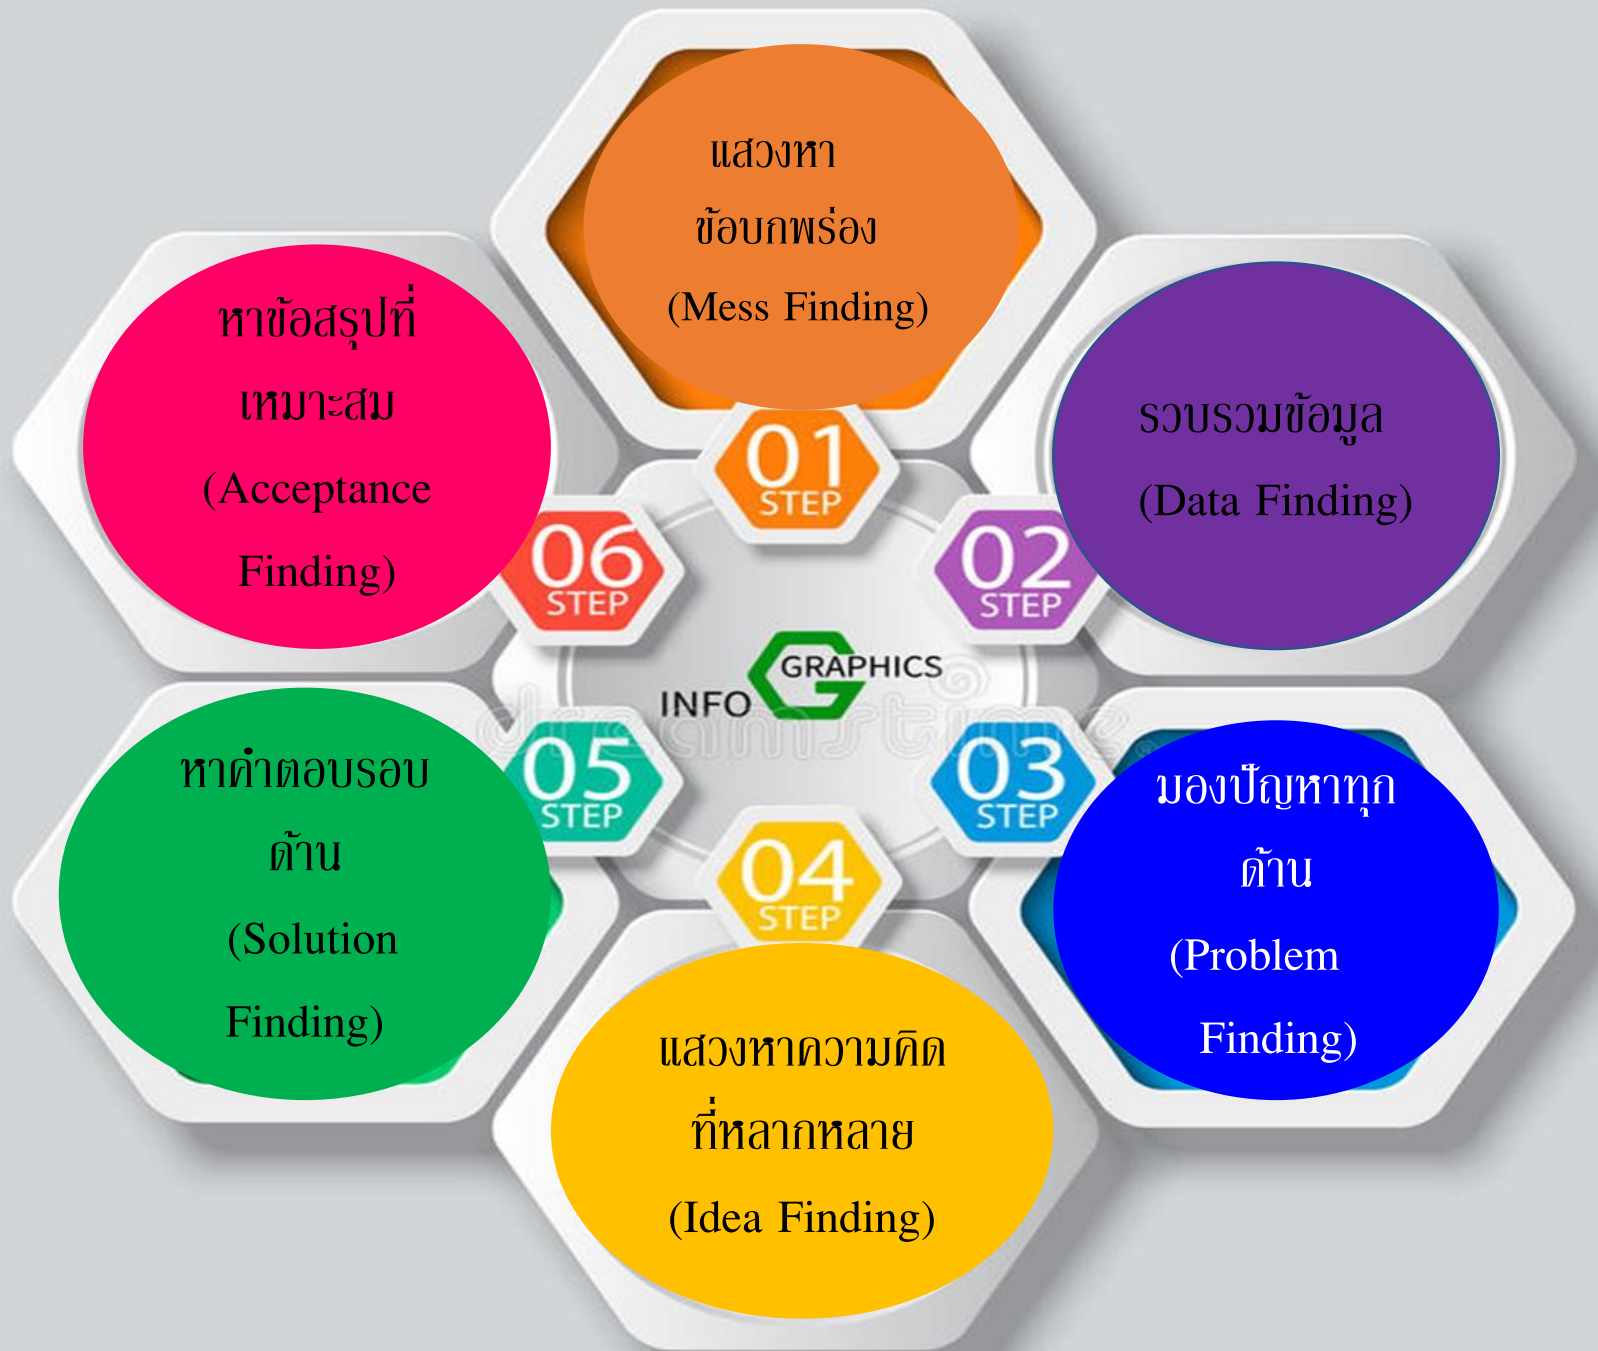 แสวงหา
ข้อบกพร่อง
(Mess Finding)
01
STEP
รวบรวมข้อมูล
(Data Finding)
02
STEP
มองปัญหาทุก
ด้าน
(Problem
Finding)
03
STEP
แสวงหาความคิด
ที่หลากหลาย
(Idea Finding)
04
STEP
หาคำตอบรอบ
ด้าน
(Solution
Finding)
05
STEP
หาข้อสรุปที่
เหมาะสม
(Acceptance
Finding)
06
STEP
INFO GRAPHICS
dreamstime